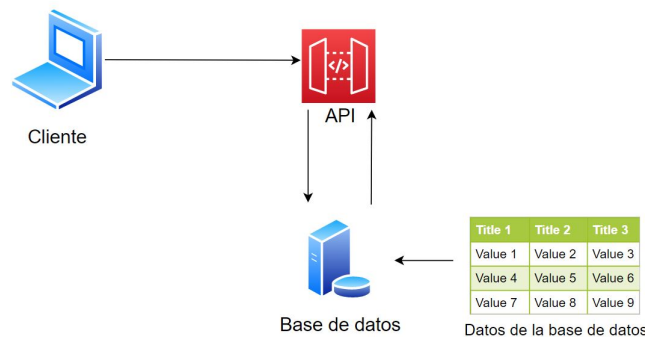 </>
API
Cliente
Title 1 Title 2 Title 3
Value 1 Value 2 Value 3
Value 4 Value 5 Value 6
Value 7 Value 8 Value 9
Base de datos
Datos de la base de datos